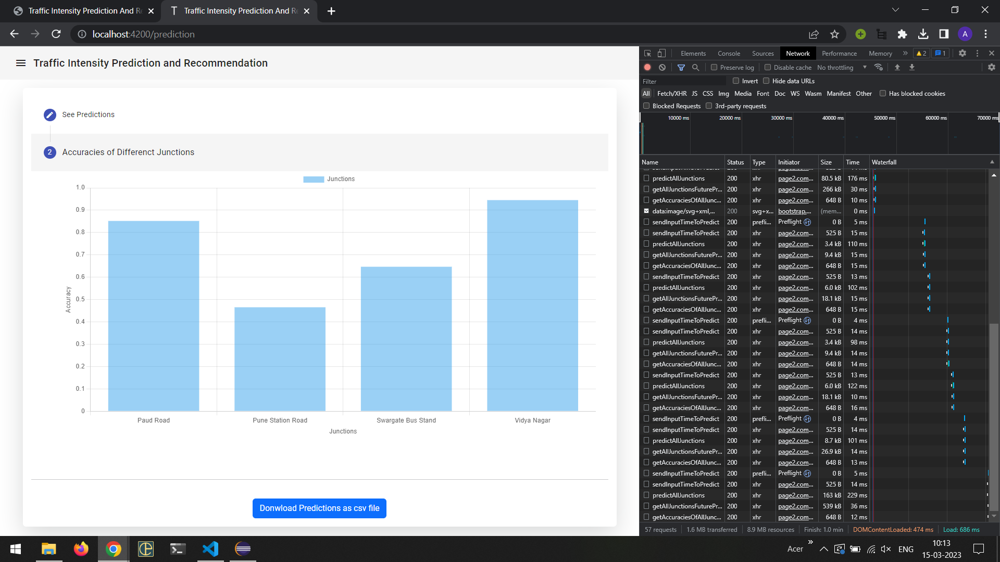 Traffic Intensity Prediction And Re
Traffic Intensity Prediction And Re
localhost:4200/prediction
A
Traffic Intensity Prediction and Recommendation
See Predictions
2 Accuracies of Differenct Junctions
Junctions
1.0
0.9
0.8
0.7
0.6
0.5
0.4
0.3
0.2
0.1
0
Accuracy
Paud Road Pune Station Road Swargate Bus Stand Vidya Nagar
Junctions
Donwload Predictions as csv file
Elements Console Sources Network Performance Memory » 2 1
Preserve log Disable cache No throttling
Filter Invert Hide data URLs
All Fetch/XHR JS CSS Img Media Font Doc WS Wasm Manifest Other Has blocked cookies
Blocked Requests 3rd-party requests
10000 ms 20000 ms 30000 ms 40000 ms 50000 ms 60000 ms 70000 ms
Name Status Type Initiator Size Time Waterfall
predictAllJunctions 200 xhr page2.com... 80.5 kB 176 ms
getAllJunctionsFuturePr... 200 xhr page2.com... 266 kB 30 ms
getAccuraciesOfAllJunc... 200 xhr page2.com... 648 B 10 ms
data:image/svg+xml,... 200 svg+x... bootstrap.... (mem... 0 ms
sendInputTimeToPredict 200 prefli... Preflight 0 B 5 ms
sendInputTimeToPredict 200 xhr page2.com... 525 B 15 ms
predictAllJunctions 200 xhr page2.com... 3.4 kB 110 ms
getAllJunctionsFuturePr... 200 xhr page2.com... 9.4 kB 15 ms
getAccuraciesOfAllJunc... 200 xhr page2.com... 648 B 15 ms
sendInputTimeToPredict 200 xhr page2.com... 525 B 13 ms
predictAllJunctions 200 xhr page2.com... 6.0 kB 102 ms
getAllJunctionsFuturePr... 200 xhr page2.com... 18.1 kB 15 ms
getAccuraciesOfAllJunc... 200 xhr page2.com... 648 B 15 ms
sendInputTimeToPredict 200 prefli... Preflight 0 B 4 ms
sendInputTimeToPredict 200 xhr page2.com... 525 B 14 ms
predictAllJunctions 200 xhr page2.com... 3.4 kB 98 ms
getAllJunctionsFuturePr... 200 xhr page2.com... 9.4 kB 14 ms
getAccuraciesOfAllJunc... 200 xhr page2.com... 648 B 14 ms
sendInputTimeToPredict 200 xhr page2.com... 525 B 13 ms
predictAllJunctions 200 xhr page2.com... 6.0 kB 122 ms
getAllJunctionsFuturePr... 200 xhr page2.com... 18.1 kB 10 ms
getAccuraciesOfAllJunc... 200 xhr page2.com... 648 B 16 ms
sendInputTimeToPredict 200 prefli... Preflight 0 B 4 ms
sendInputTimeToPredict 200 xhr page2.com... 525 B 14 ms
predictAllJunctions 200 xhr page2.com... 8.7 kB 101 ms
getAllJunctionsFuturePr... 200 xhr page2.com... 26.9 kB 14 ms
getAccuraciesOfAllJunc... 200 xhr page2.com... 648 B 13 ms
sendInputTimeToPredict 200 prefli... Preflight 0 B 5 ms
sendInputTimeToPredict 200 xhr page2.com... 525 B 14 ms
predictAllJunctions 200 xhr page2.com... 163 kB 229 ms
getAllJunctionsFuturePr... 200 xhr page2.com... 539 kB 36 ms
getAccuraciesOfAllJunc... 200 xhr page2.com... 648 B 12 ms
57 requests 1.6 MB transferred 8.9 MB resources Finish: 1.0 min DOMContentLoaded: 474 ms Load: 686 ms
Acer » ENG 10:13
15-03-2023